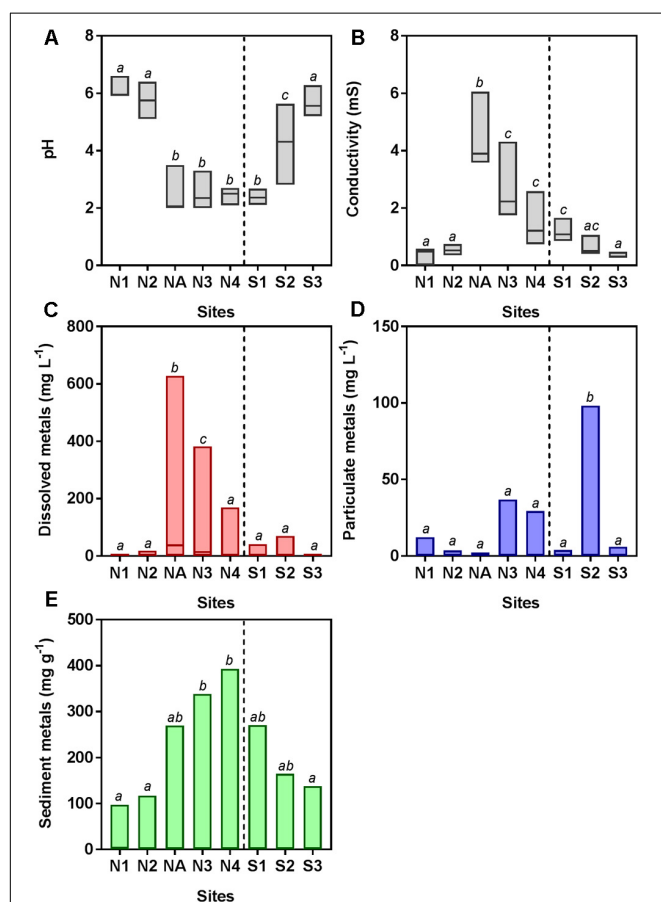 A
8
6
4
2
0
pH
a
a
b
b
b
b
c
a
N1 N2 NA N3 N4 S1 S2 S3
Sites
B
8
6
4
2
0
Conductivity (mS)
a
a
b
c
c
c
ac
a
N1 N2 NA N3 N4 S1 S2 S3
Sites
C
800
600
400
200
0
Dissolved metals (mg L⁻¹)
a
a
b
c
a
a
a
a
N1 N2 NA N3 N4 S1 S2 S3
Sites
D
150
100
50
0
Particulate metals (mg L⁻¹)
a
a
a
a
a
a
b
a
N1 N2 NA N3 N4 S1 S2 S3
Sites
E
500
400
300
200
100
0
Sediment metals (mg g⁻¹)
a
a
ab
b
b
ab
ab
a
N1 N2 NA N3 N4 S1 S2 S3
Sites